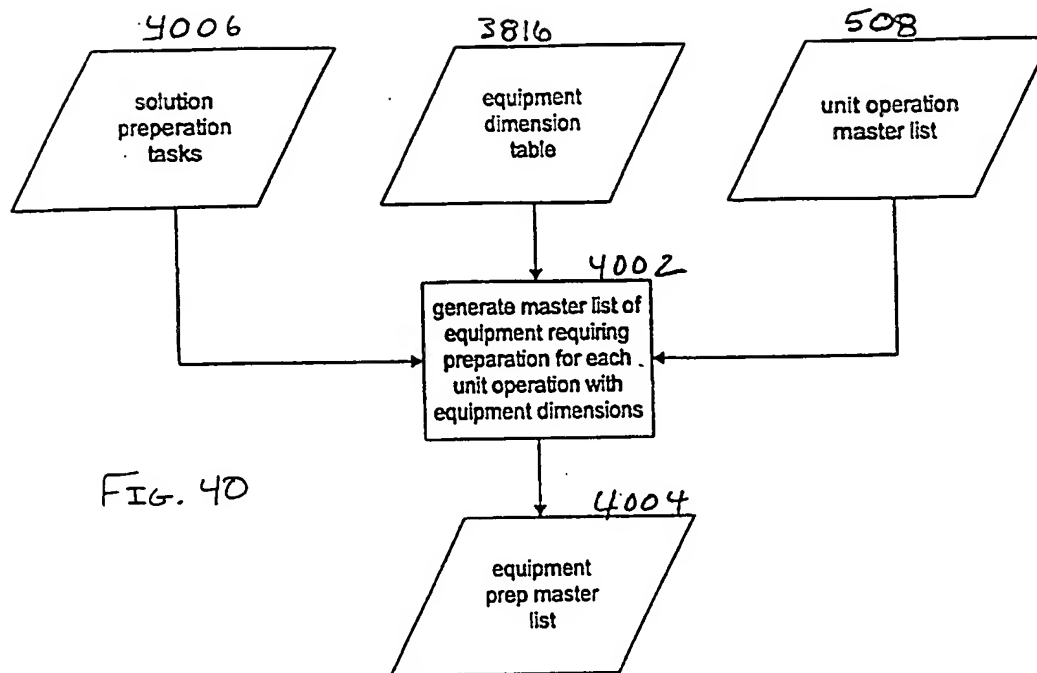 4006
solution
preperation
tasks
3816
equipment
dimension
table
508
unit operation
master list
4002
generate master list of
equipment requiring
preparation for each
unit operation with
equipment dimensions
FIG. 40
4004
equipment
prep master
list